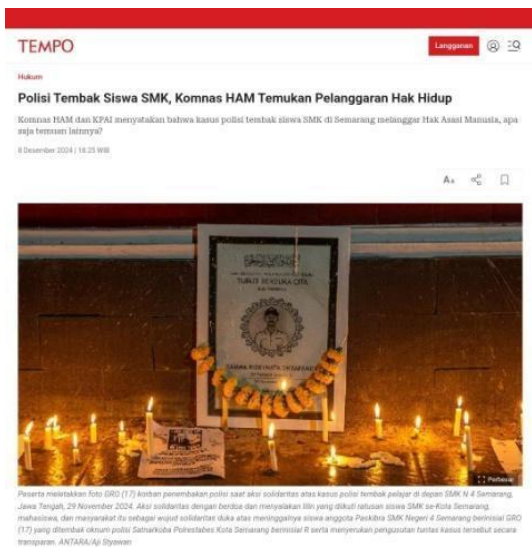 TEMPO
Langganan
Hukum
Polisi Tembak Siswa SMK, Komnas HAM Temukan Pelanggaran Hak Hidup
Komnas HAM dan KPAI menyatakan bahwa kasus polisi tembak siswa SMK di Semarang melanggar Hak Asasi Manusia, apa
saja temuan lainnya?
8 Desember 2024 | 16.25 WIB
TURUT BERDUKA CITA
Perbesar
Peserta meletakkan foto GRO (17) korban penembakan polisi saat aksi solidaritas atas kasus polisi tembak pelajar di depan SMK N 4 Semarang,
Jawa Tengah, 29 November 2024. Aksi solidaritas dengan berdoa dan menyalakan lilin yang diikuti ratusan siswa SMK se-Kota Semarang,
mahasiswa, dan masyarakat itu sebagai wujud solidaritas duka atas meninggalnya siswa anggota Paskibra SMK Negeri 4 Semarang berinisial GRO
(17) yang ditembak oknum polisi Satnarkoba Polrestabes Kota Semarang berinisial R serta menyerukan pengusutan tuntas kasus tersebut secara
transparan. ANTARA/Aji Styawan